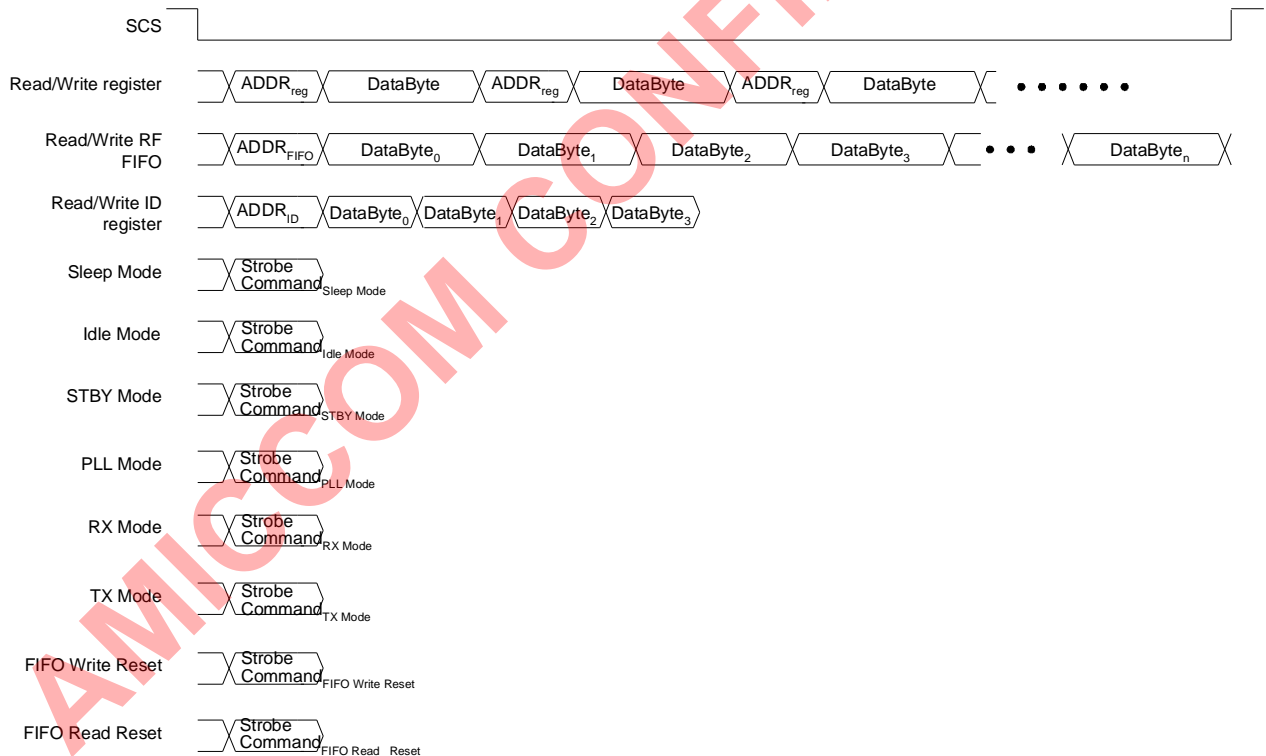 SCS
Read/Write register ADDRreg DataByte ADDRreg DataByte ADDRreg DataByte
Read/Write RF
FIFO ADDRFIFO DataByte0 DataByte1 DataByte2 DataByte3 DataByten
Read/Write ID
register ADDRID DataByte0 DataByte1 DataByte2 DataByte3
Sleep Mode Strobe
CommandSleep Mode
Idle Mode Strobe
CommandIdle Mode
STBY Mode Strobe
CommandSTBY Mode
PLL Mode Strobe
CommandPLL Mode
RX Mode Strobe
CommandRX Mode
TX Mode Strobe
CommandTX Mode
FIFO Write Reset Strobe
CommandFIFO Write Reset
FIFO Read Reset Strobe
CommandFIFO Read Reset
AMICCOM